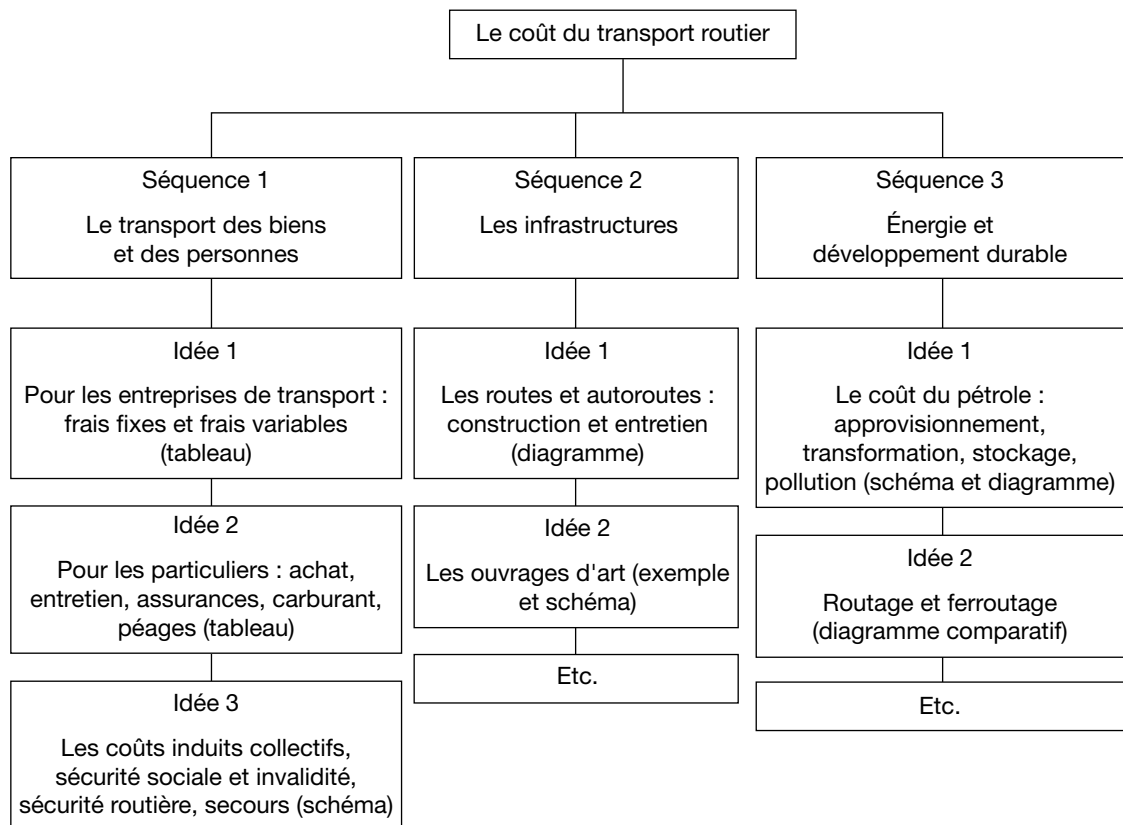 Le coût du transport routier
Séquence 1
Le transport des biens
et des personnes
Idée 1
Pour les entreprises de transport :
frais fixes et frais variables
(tableau)
Idée 2
Pour les particuliers : achat,
entretien, assurances, carburant,
péages (tableau)
Idée 3
Les coûts induits collectifs,
sécurité sociale et invalidité,
sécurité routière, secours (schéma)
Séquence 2
Les infrastructures
Idée 1
Les routes et autoroutes :
construction et entretien
(diagramme)
Idée 2
Les ouvrages d'art (exemple
et schéma)
Etc.
Séquence 3
Énergie et
développement durable
Idée 1
Le coût du pétrole :
approvisionnement,
transformation, stockage,
pollution (schéma et diagramme)
Idée 2
Routage et ferroutage
(diagramme comparatif)
Etc.